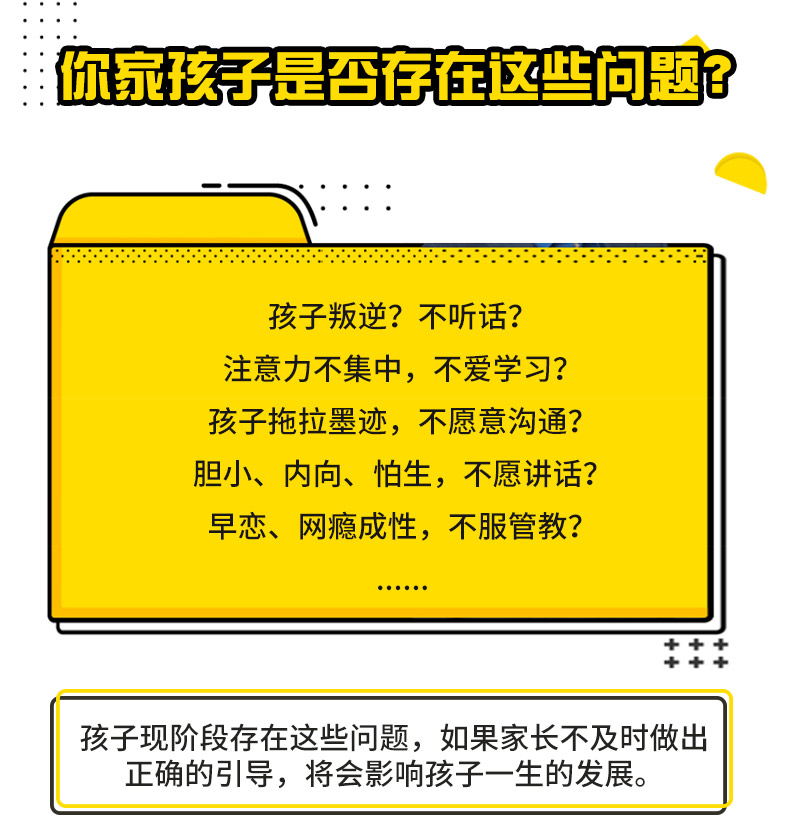 你家孩子是否存在这些问题?
孩子叛逆？不听话？
注意力不集中，不爱学习？
孩子拖拉墨迹，不愿意沟通？
胆小、内向、怕生，不愿讲话？
早恋、网瘾成性，不服管教？
······
孩子现阶段存在这些问题，如果家长不及时做出
正确的引导，将会影响孩子一生的发展。